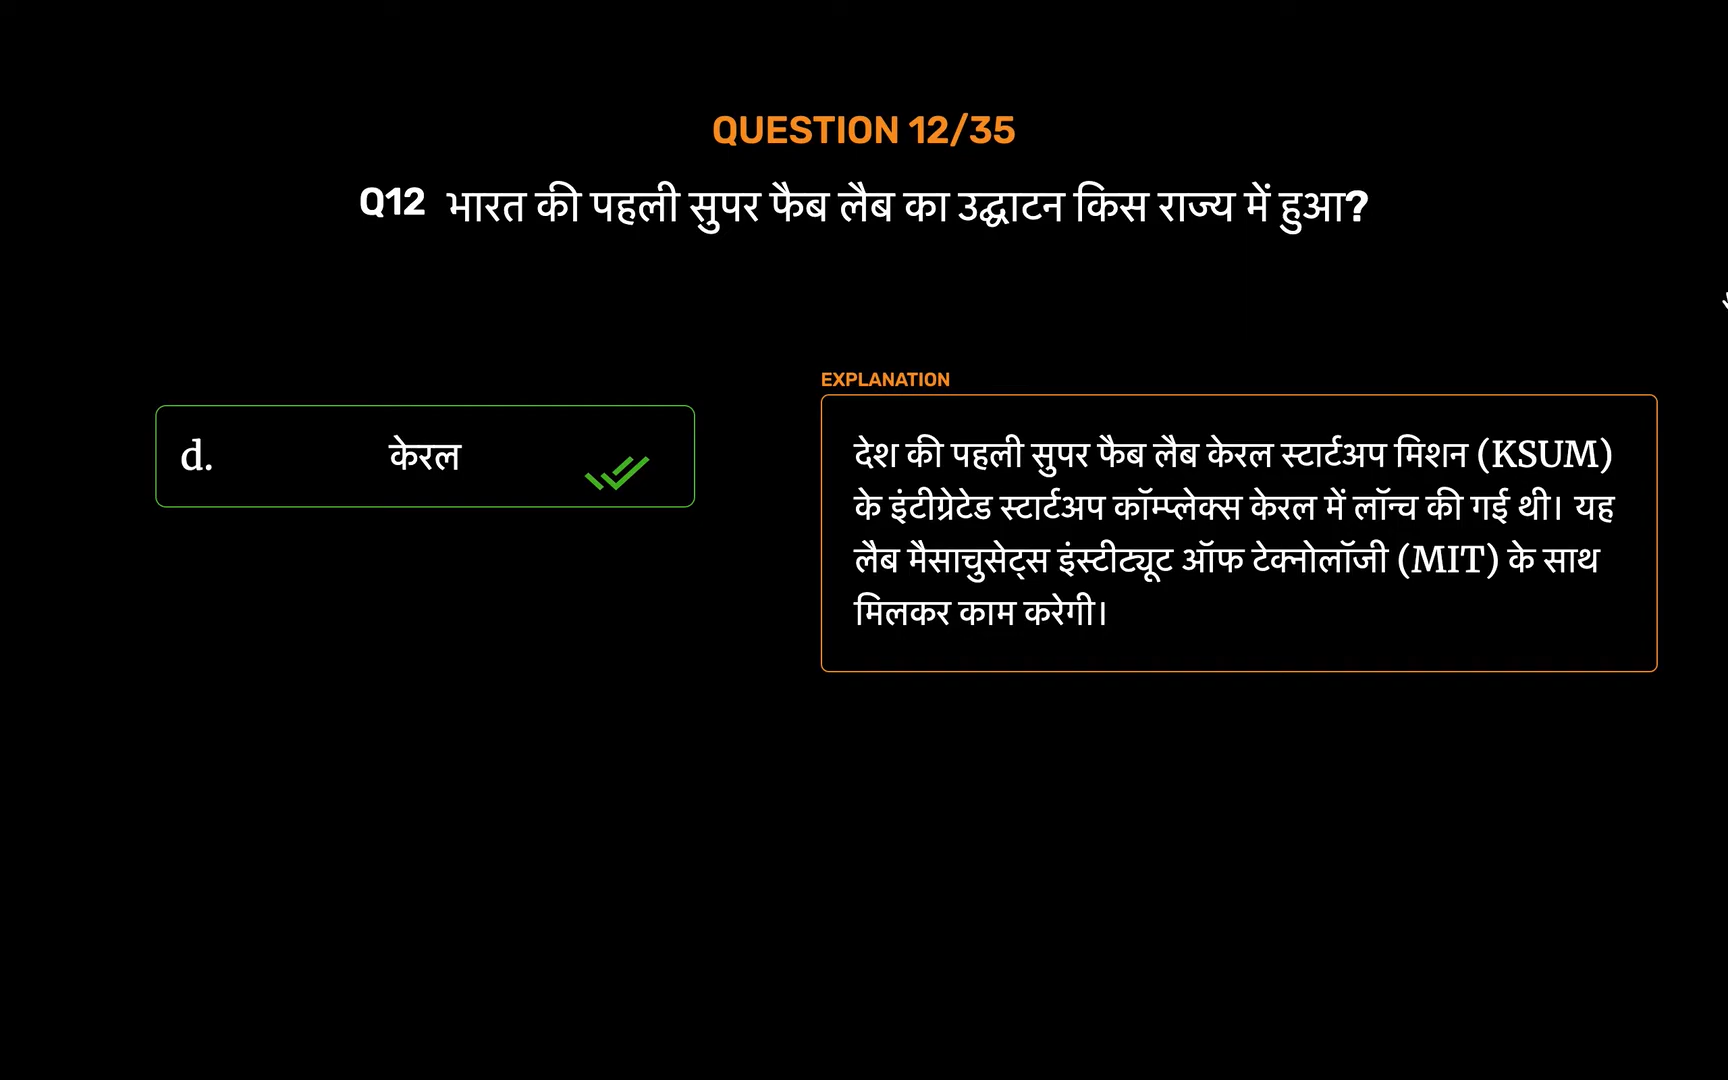 QUESTION 12/35
Q12 भारत की पहली सुपर फैब लैब का उद्घाटन किस राज्य में हुआ?
EXPLANATION
d. केरल
देश की पहली सुपर फैब लैब केरल स्टार्टअप मिशन (KSUM)
के इंटीग्रेटेड स्टार्टअप कॉम्प्लेक्स केरल में लॉन्च की गई थी। यह
लैब मैसाचुसेट्स इंस्टीट्यूट ऑफ टेक्नोलॉजी (MIT) के साथ
मिलकर काम करेगी।